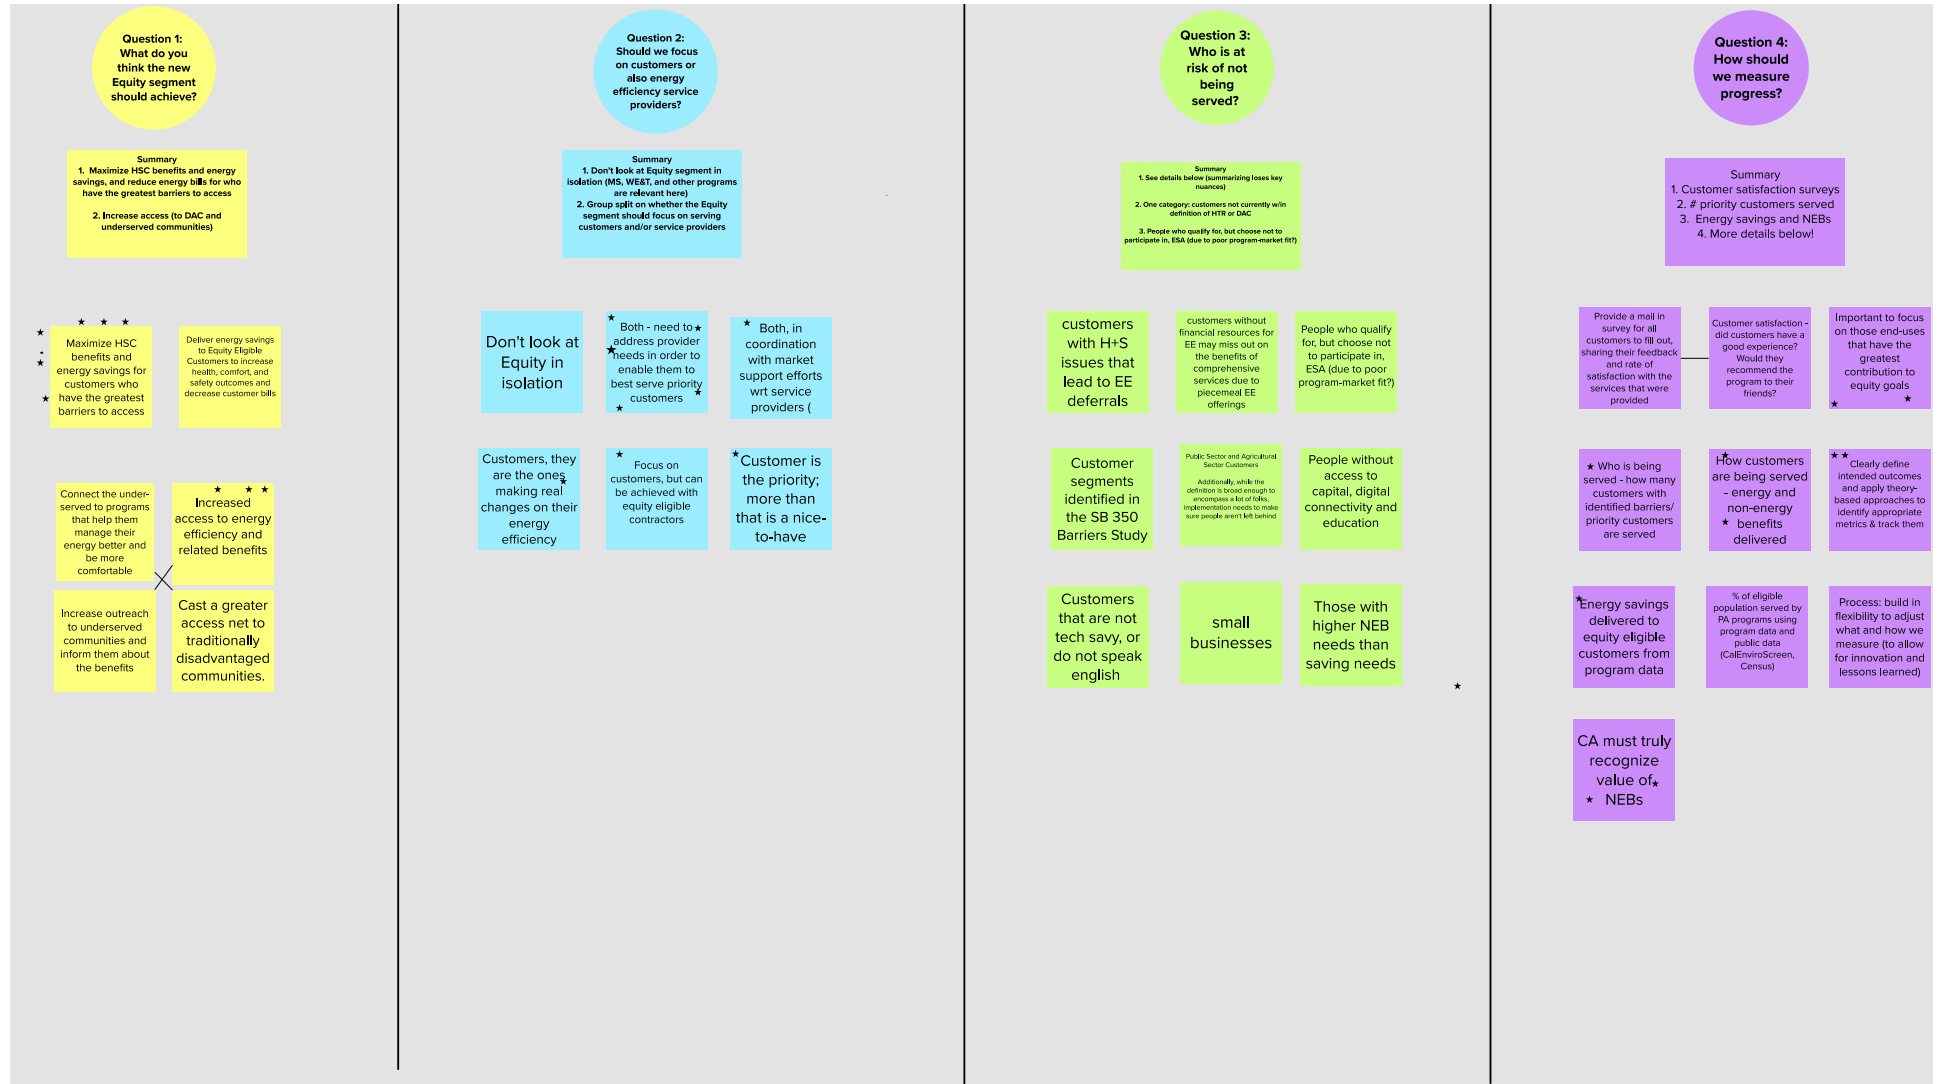 Question 1:
What do you
think the new
Equity segment
should achieve?
Summary
1. Maximize HSC benefits and energy
savings, and reduce energy bills for who
have the greatest barriers to access
2. Increase access (to DAC and
underserved communities)
Maximize HSC
benefits and
energy savings for
customers who
have the greatest
barriers to access
Deliver energy savings
to Equity Eligible
Customers to increase
health, comfort, and
safety outcomes and
decrease customer bills
Connect the under-
served to programs
that help them
manage their
energy better and
be more
comfortable
Increased
access to energy
efficiency and
related benefits
Increase outreach
to underserved
communities and
inform them about
the benefits
Cast a greater
access net to
traditionally
disadvantaged
communities.
Question 2:
Should we focus
on customers or
also energy
efficiency service
providers?
Summary
1. Don't look at Equity segment in
isolation (MS, WE&T, and other programs
are relevant here)
2. Group split on whether the Equity
segment should focus on serving
customers and/or service providers
Don't look at
Equity in
isolation
Both - need to
address provider
needs in order to
enable them to
best serve priority
customers
Both, in
coordination
with market
support efforts
wrt service
providers (
Customers, they
are the ones
making real
changes on their
energy
efficiency
Focus on
customers, but can
be achieved with
equity eligible
contractors
Customer is
the priority;
more than
that is a nice-
to-have
Question 3:
Who is at
risk of not
being
served?
Summary
1. See details below (summarizing loses key
nuances)
2. One category: customers not currently w/in
definition of HTR or DAC
3. People who qualify for, but choose not to
participate in, ESA (due to poor program-market fit?)
customers
with H+S
issues that
lead to EE
deferrals
customers without
financial resources for
EE may miss out on
the benefits of
comprehensive
services due to
piecemeal EE
offerings
People who qualify
for, but choose not
to participate in,
ESA (due to poor
program-market fit?)
Customer
segments
identified in
the SB 350
Barriers Study
Public Sector and Agricultural
Sector Customers
Additionally, while the
definition is broad enough to
encompass a lot of folks,
implementation needs to make
sure people aren't left behind
People without
access to
capital, digital
connectivity and
education
Customers
that are not
tech savy, or
do not speak
english
small
businesses
Those with
higher NEB
needs than
saving needs
Question 4:
How should
we measure
progress?
Summary
1. Customer satisfaction surveys
2. # priority customers served
3. Energy savings and NEBs
4. More details below!
Provide a mail in
survey for all
customers to fill out,
sharing their feedback
and rate of
satisfaction with the
services that were
provided
Customer satisfaction -
did customers have a
good experience?
Would they
recommend the
program to their
friends?
Important to focus
on those end-uses
that have the
greatest
contribution to
equity goals
Who is being
served - how many
customers with
identified barriers/
priority customers
are served
How customers
are being served
- energy and
non-energy
benefits
delivered
Clearly define
intended outcomes
and apply theory-
based approaches to
identify appropriate
metrics & track them
Energy savings
delivered to
equity eligible
customers from
program data
% of eligible
population served by
PA programs using
program data and
public data
(CalEnviroScreen,
Census)
Process: build in
flexibility to adjust
what and how we
measure (to allow
for innovation and
lessons learned)
CA must truly
recognize
value of
NEBs